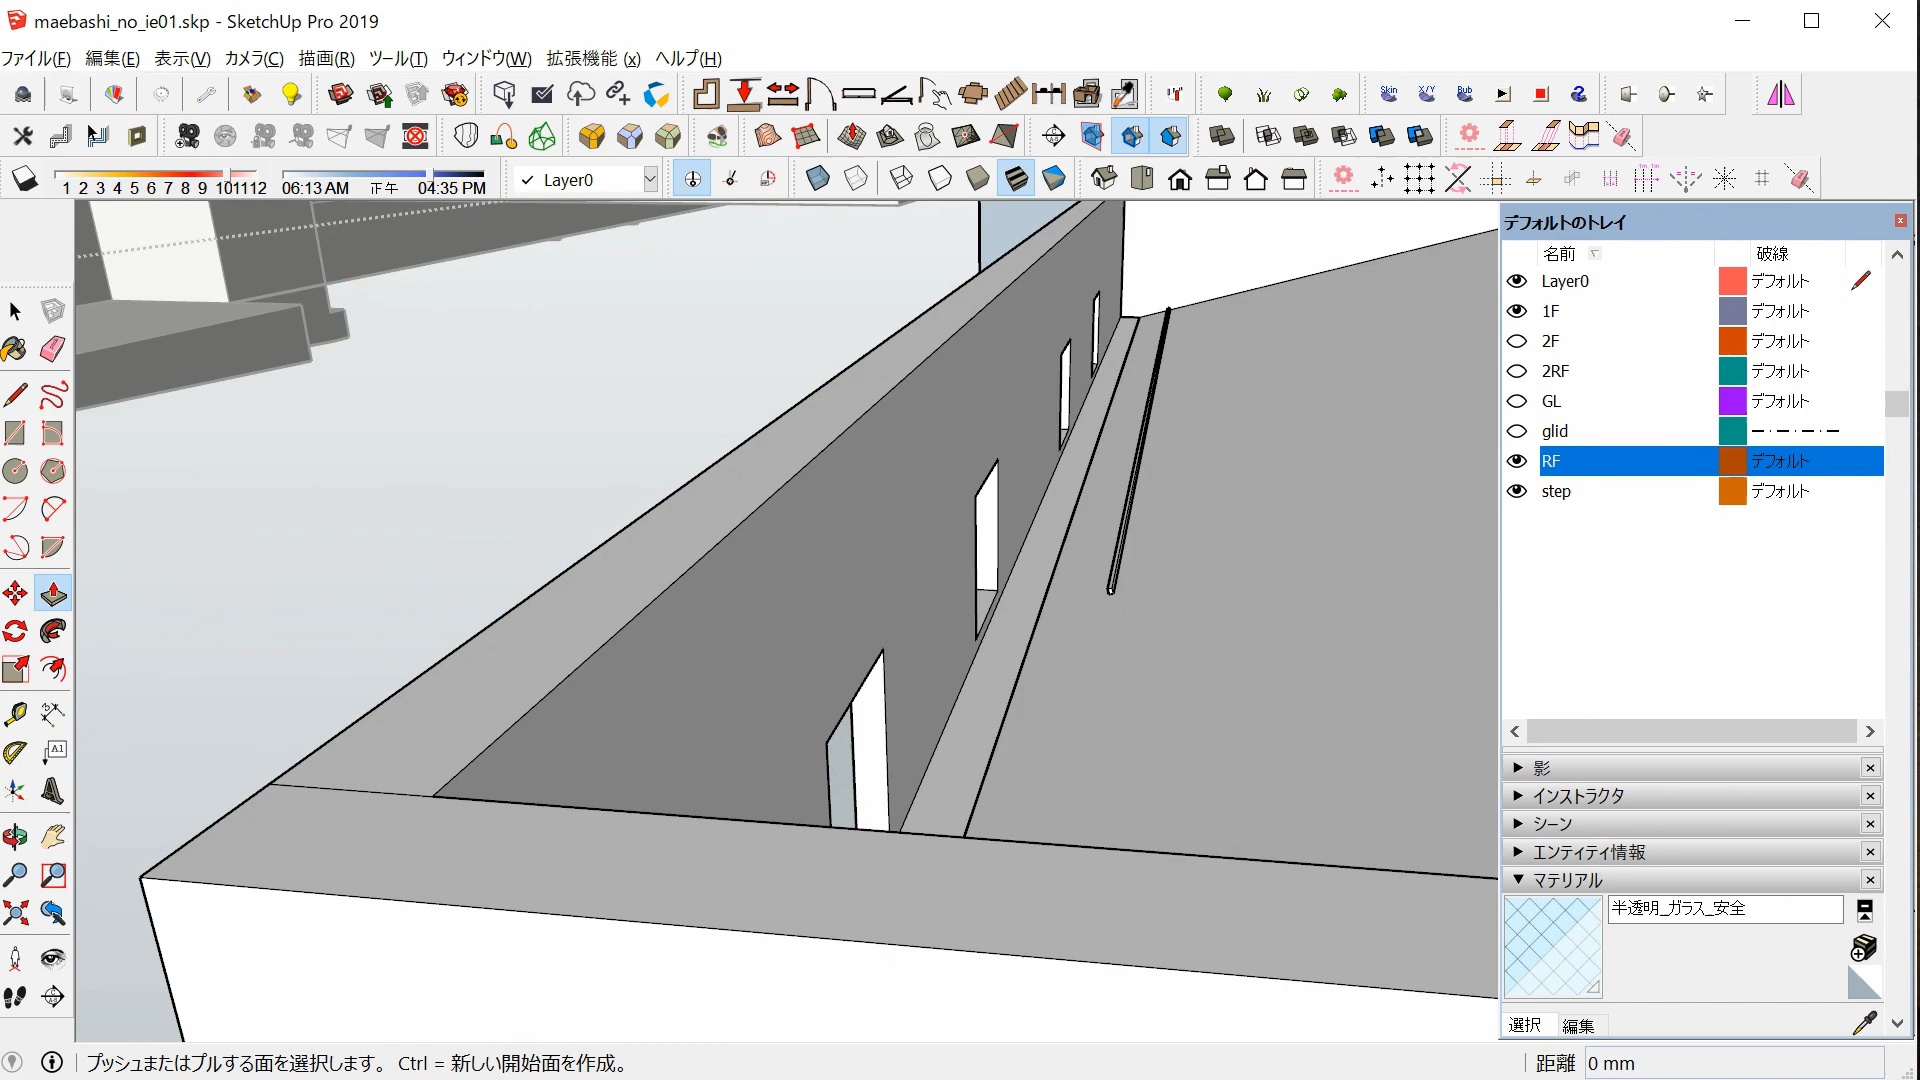 maebashi_no_ie01.skp - SketchUp Pro 2019
ファイル(F) 編集(E) 表示(V) カメラ(C) 描画(R) ツール(T) ウィンドウ(W) 拡張機能 (x) ヘルプ(H)
Skin X/Y Bub
1 2 3 4 5 6 7 8 9 10 11 12 06:13 AM 正午 04:35 PM Layer0
デフォルトのトレイ
名前 破線
Layer0 デフォルト
1F デフォルト
2F デフォルト
2RF デフォルト
GL デフォルト
glid
RF デフォルト
step デフォルト
A1
影
インストラクタ
シーン
エンティティ情報
マテリアル
半透明_ガラス_安全
選択 編集
プッシュまたはプルする面を選択します。 Ctrl = 新しい開始面を作成。 距離 0 mm